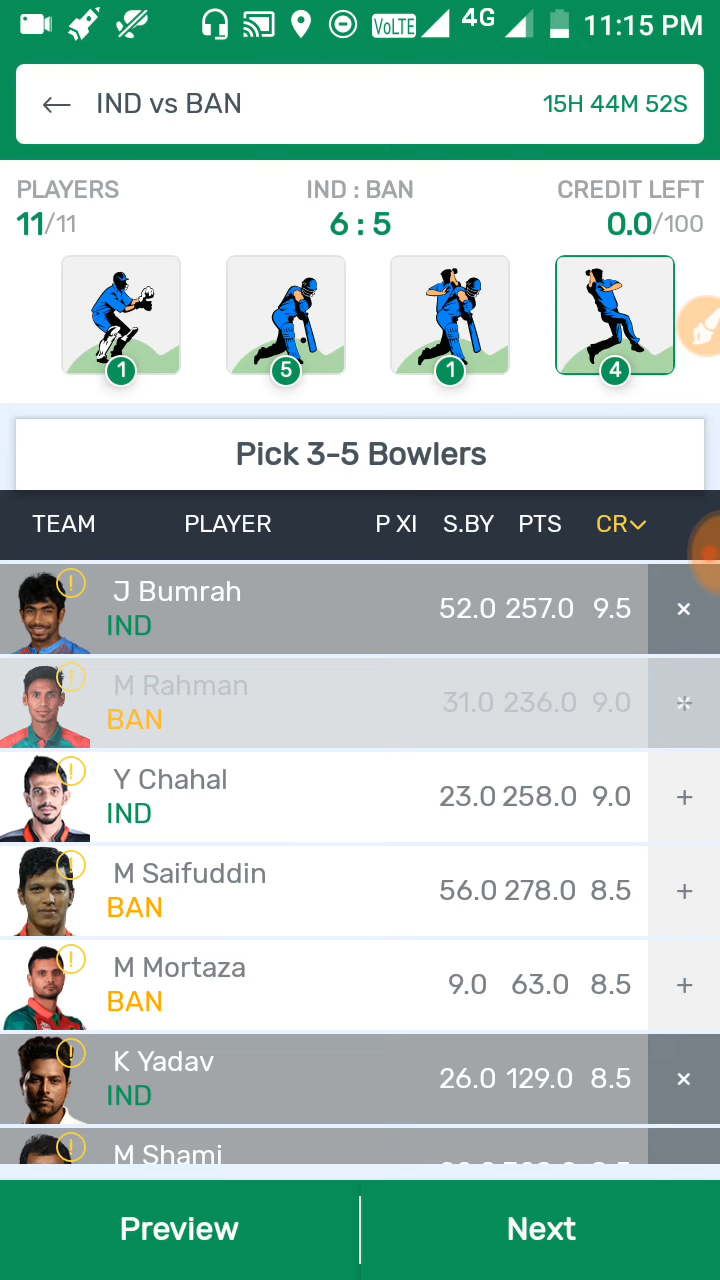 VoLTE 4G 11:15 PM
← IND vs BAN 15H 44M 52S
PLAYERS IND : BAN CREDIT LEFT
11/11 6 : 5 0.0/100
1 5 1 4
Pick 3-5 Bowlers
TEAM PLAYER P XI S.BY PTS CR
! J Bumrah
IND 52.0 257.0 9.5 ×
! M Rahman
BAN 31.0 236.0 9.0
! Y Chahal
IND 23.0 258.0 9.0 +
! M Saifuddin
BAN 56.0 278.0 8.5 +
! M Mortaza
BAN 9.0 63.0 8.5 +
! K Yadav
IND 26.0 129.0 8.5 ×
! M Shami
Preview Next